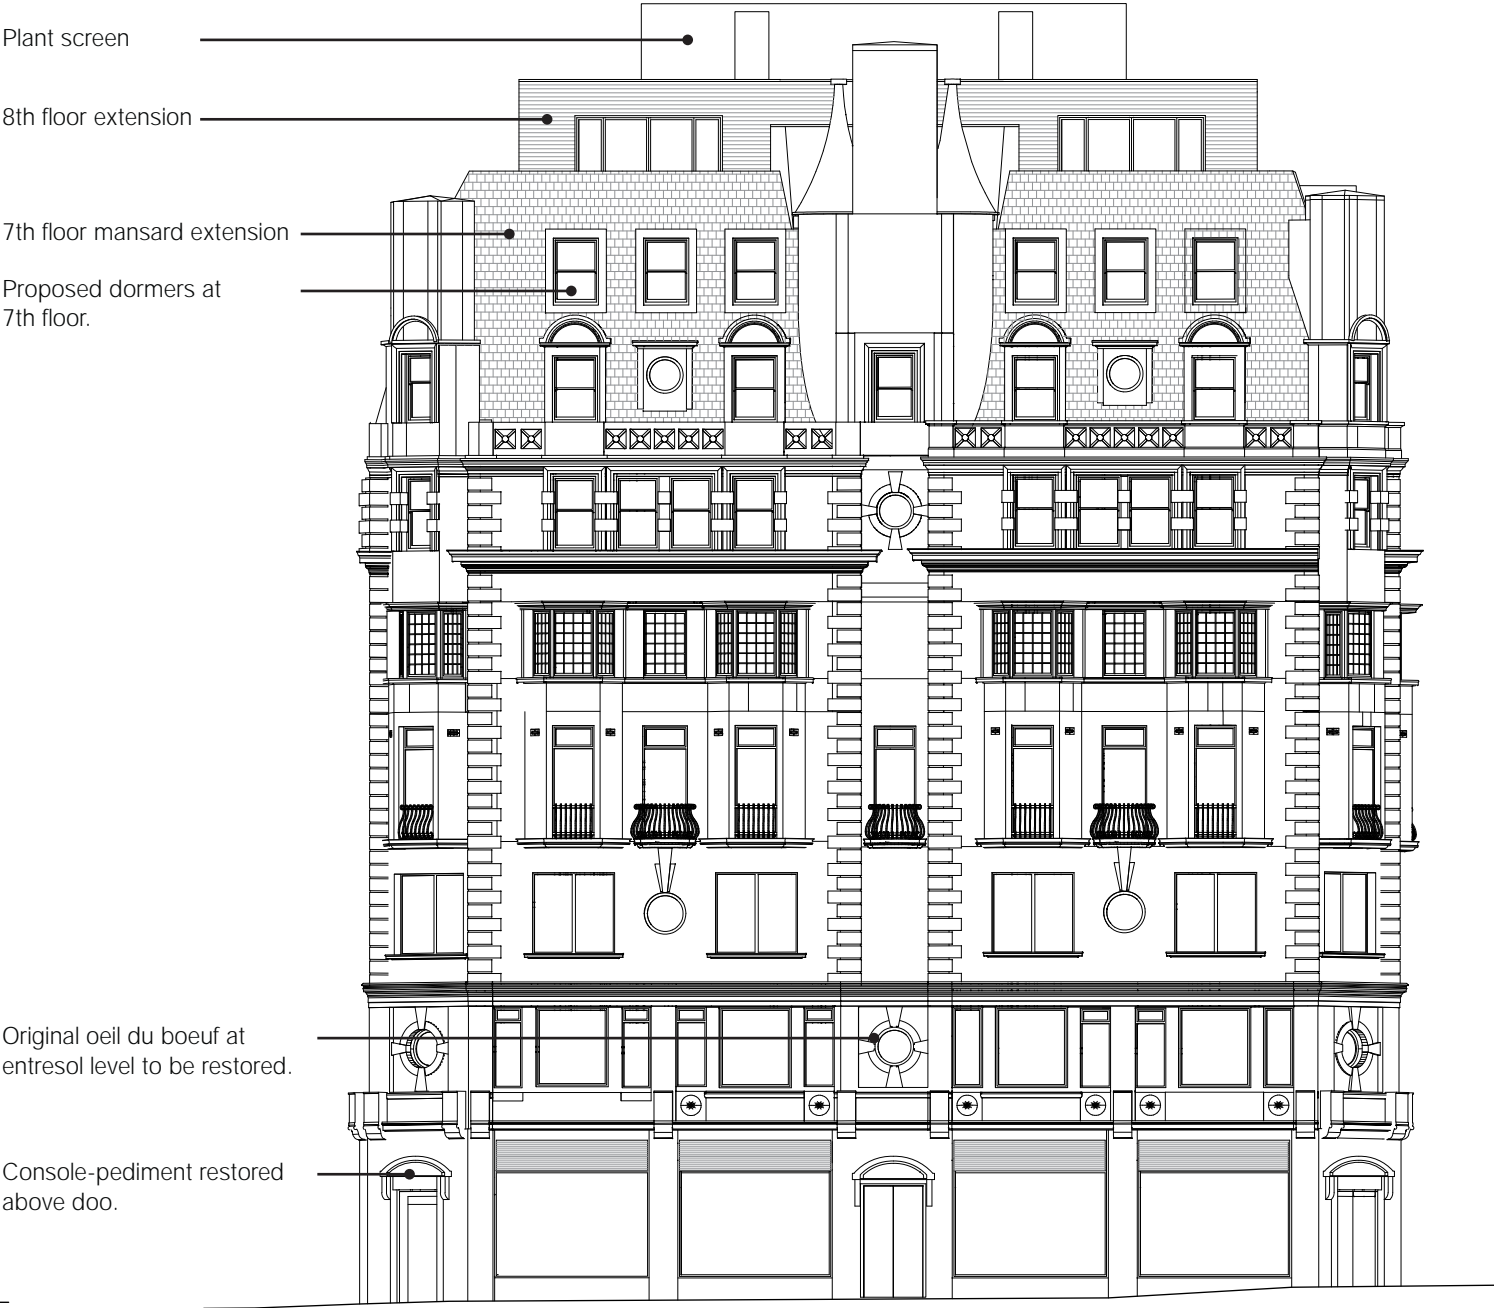 Plant screen
8th floor extension
7th floor mansard extension
Proposed dormers at
7th floor.
Original oeil du boeuf at
entresol level to be restored.
Console-pediment restored
above doo.